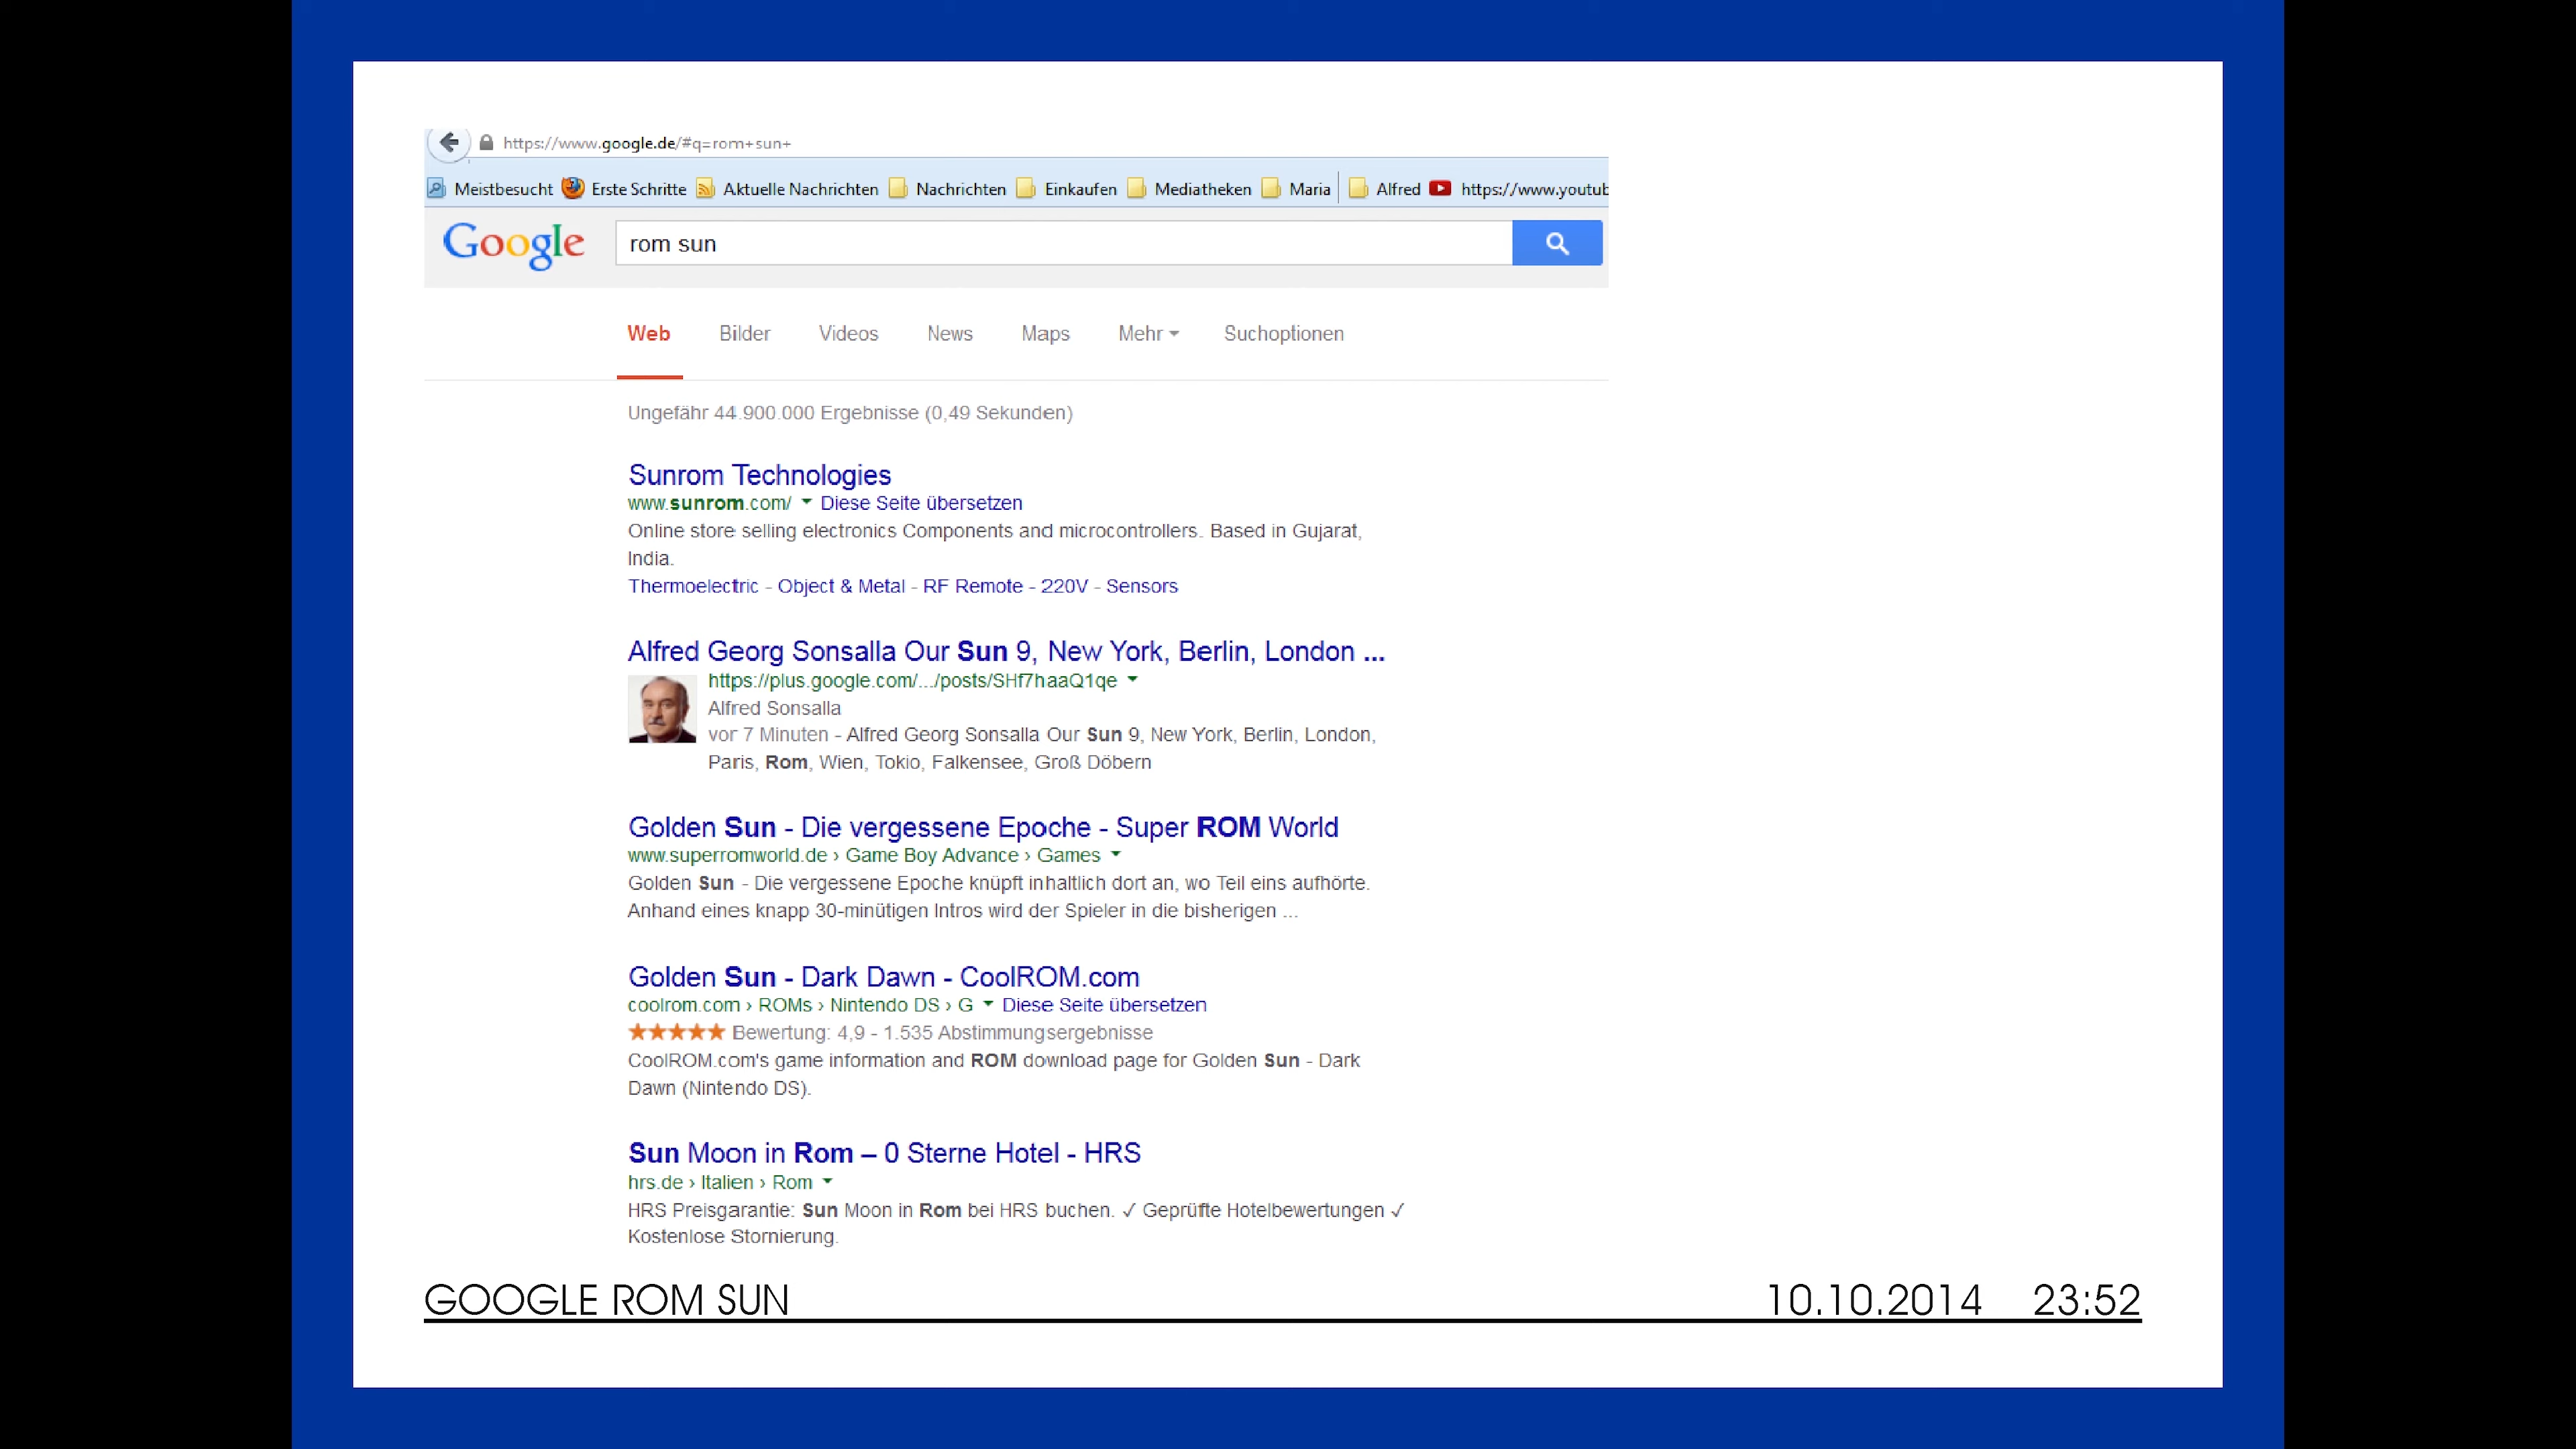 https://www.google.de/#q=rom+sun+
Meistbesucht Erste Schritte Aktuelle Nachrichten Nachrichten Einkaufen Mediatheken Maria Alfred https://www.youtub
Google rom sun
Web Bilder Videos News Maps Mehr Suchoptionen
Ungefähr 44.900.000 Ergebnisse (0,49 Sekunden)
Sunrom Technologies
www.sunrom.com/ Diese Seite übersetzen
Online store selling electronics Components and microcontrollers. Based in Gujarat,
India.
Thermoelectric - Object & Metal - RF Remote - 220V - Sensors
Alfred Georg Sonsalla Our Sun 9, New York, Berlin, London ...
https://plus.google.com/.../posts/SHf7haaQ1qe
Alfred Sonsalla
vor 7 Minuten - Alfred Georg Sonsalla Our Sun 9, New York, Berlin, London,
Paris, Rom, Wien, Tokio, Falkensee, Groß Döbern
Golden Sun - Die vergessene Epoche - Super ROM World
www.superromworld.de › Game Boy Advance › Games
Golden Sun - Die vergessene Epoche knüpft inhaltlich dort an, wo Teil eins aufhörte.
Anhand eines knapp 30-minütigen Intros wird der Spieler in die bisherigen ...
Golden Sun - Dark Dawn - CoolROM.com
coolrom.com › ROMs › Nintendo DS › G Diese Seite übersetzen
★★★★★ Bewertung: 4,9 - 1.535 Abstimmungsergebnisse
CoolROM.com's game information and ROM download page for Golden Sun - Dark
Dawn (Nintendo DS).
Sun Moon in Rom – 0 Sterne Hotel - HRS
hrs.de › Italien › Rom
HRS Preisgarantie: Sun Moon in Rom bei HRS buchen. ✓ Geprüfte Hotelbewertungen ✓
Kostenlose Stornierung.
GOOGLE ROM SUN 10.10.2014 23:52